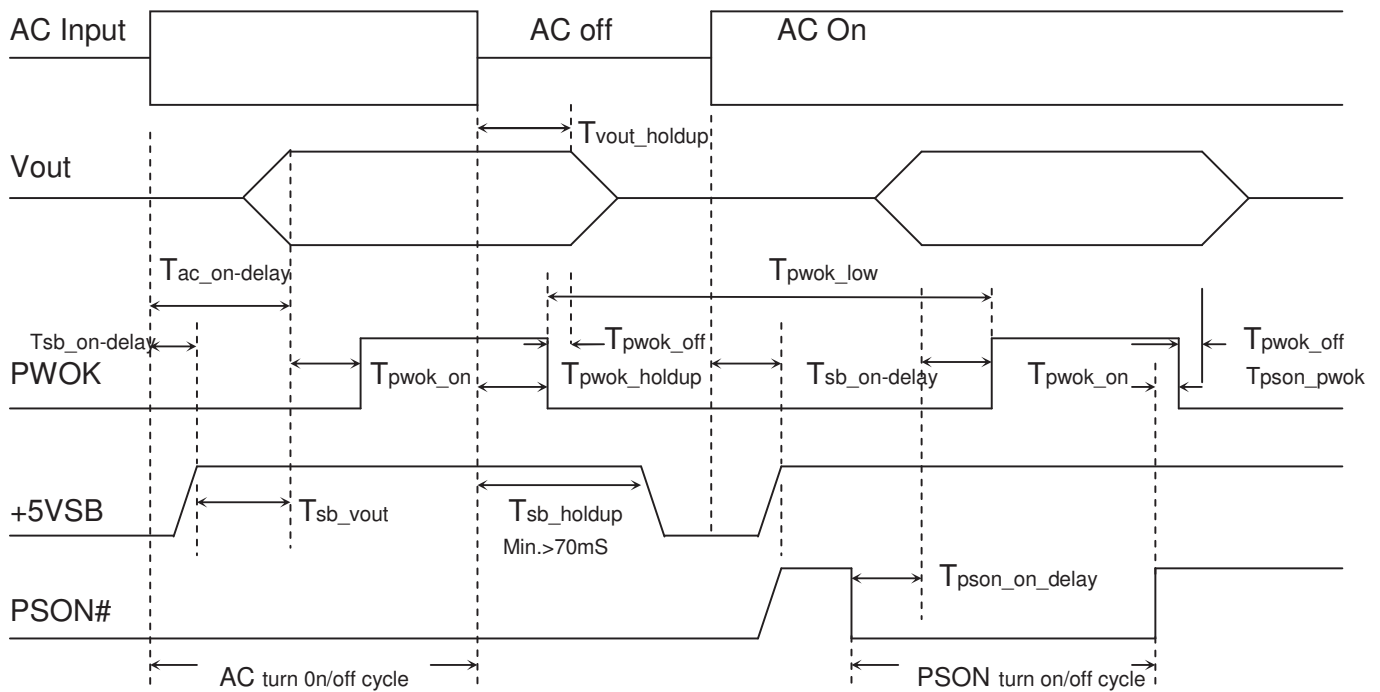 AC Input
AC off
AC On
Tvout_holdup
Vout
Tac_on-delay
Tpwok_low
Tsb_on-delay
PWOK
Tpwok_on
Tpwok_off
Tpwok_holdup
Tsb_on-delay
Tpwok_on
Tpwok_off
Tpson_pwok
+5VSB
Tsb_vout
Tsb_holdup
Min.>70mS
Tpson_on_delay
PSON#
AC turn 0n/off cycle
PSON turn on/off cycle